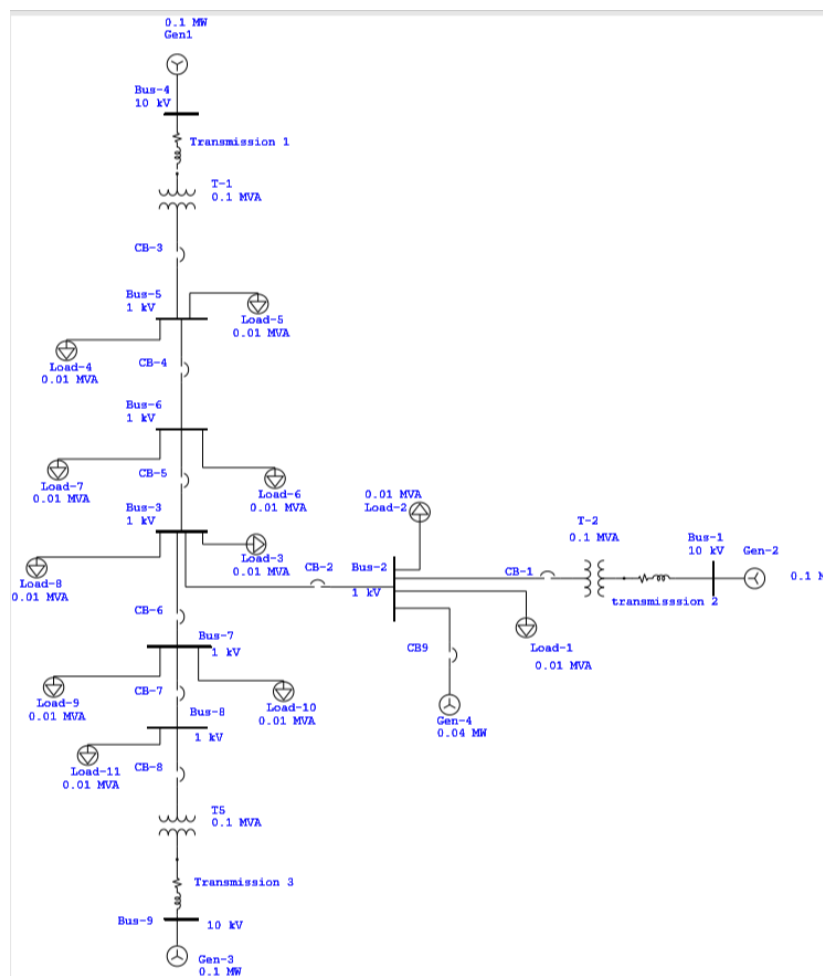 0.1 MW
Gen1
Bus-4
10 kV
Transmission 1
T-1
0.1 MVA
CB-3
Bus-5
1 kV
Load-5
0.01 MVA
Load-4
0.01 MVA
CB-4
Bus-6
1 kV
Load-7
0.01 MVA
CB-5
Load-6
0.01 MVA
Bus-3
1 kV
0.01 MVA
Load-2
T-2
0.1 MVA
Bus-1
10 kV
Gen-2
0.1 M
Load-3
0.01 MVA
CB-2
Bus-2
1 kV
CB-1
transmisssion 2
Load-8
0.01 MVA
CB-6
Bus-7
1 kV
CB9
Load-1
0.01 MVA
Load-9
0.01 MVA
CB-7
Load-10
0.01 MVA
Gen-4
0.04 MW
Bus-8
1 kV
Load-11
0.01 MVA
CB-8
T5
0.1 MVA
Transmission 3
Bus-9
10 kV
Gen-3
0.1 MW